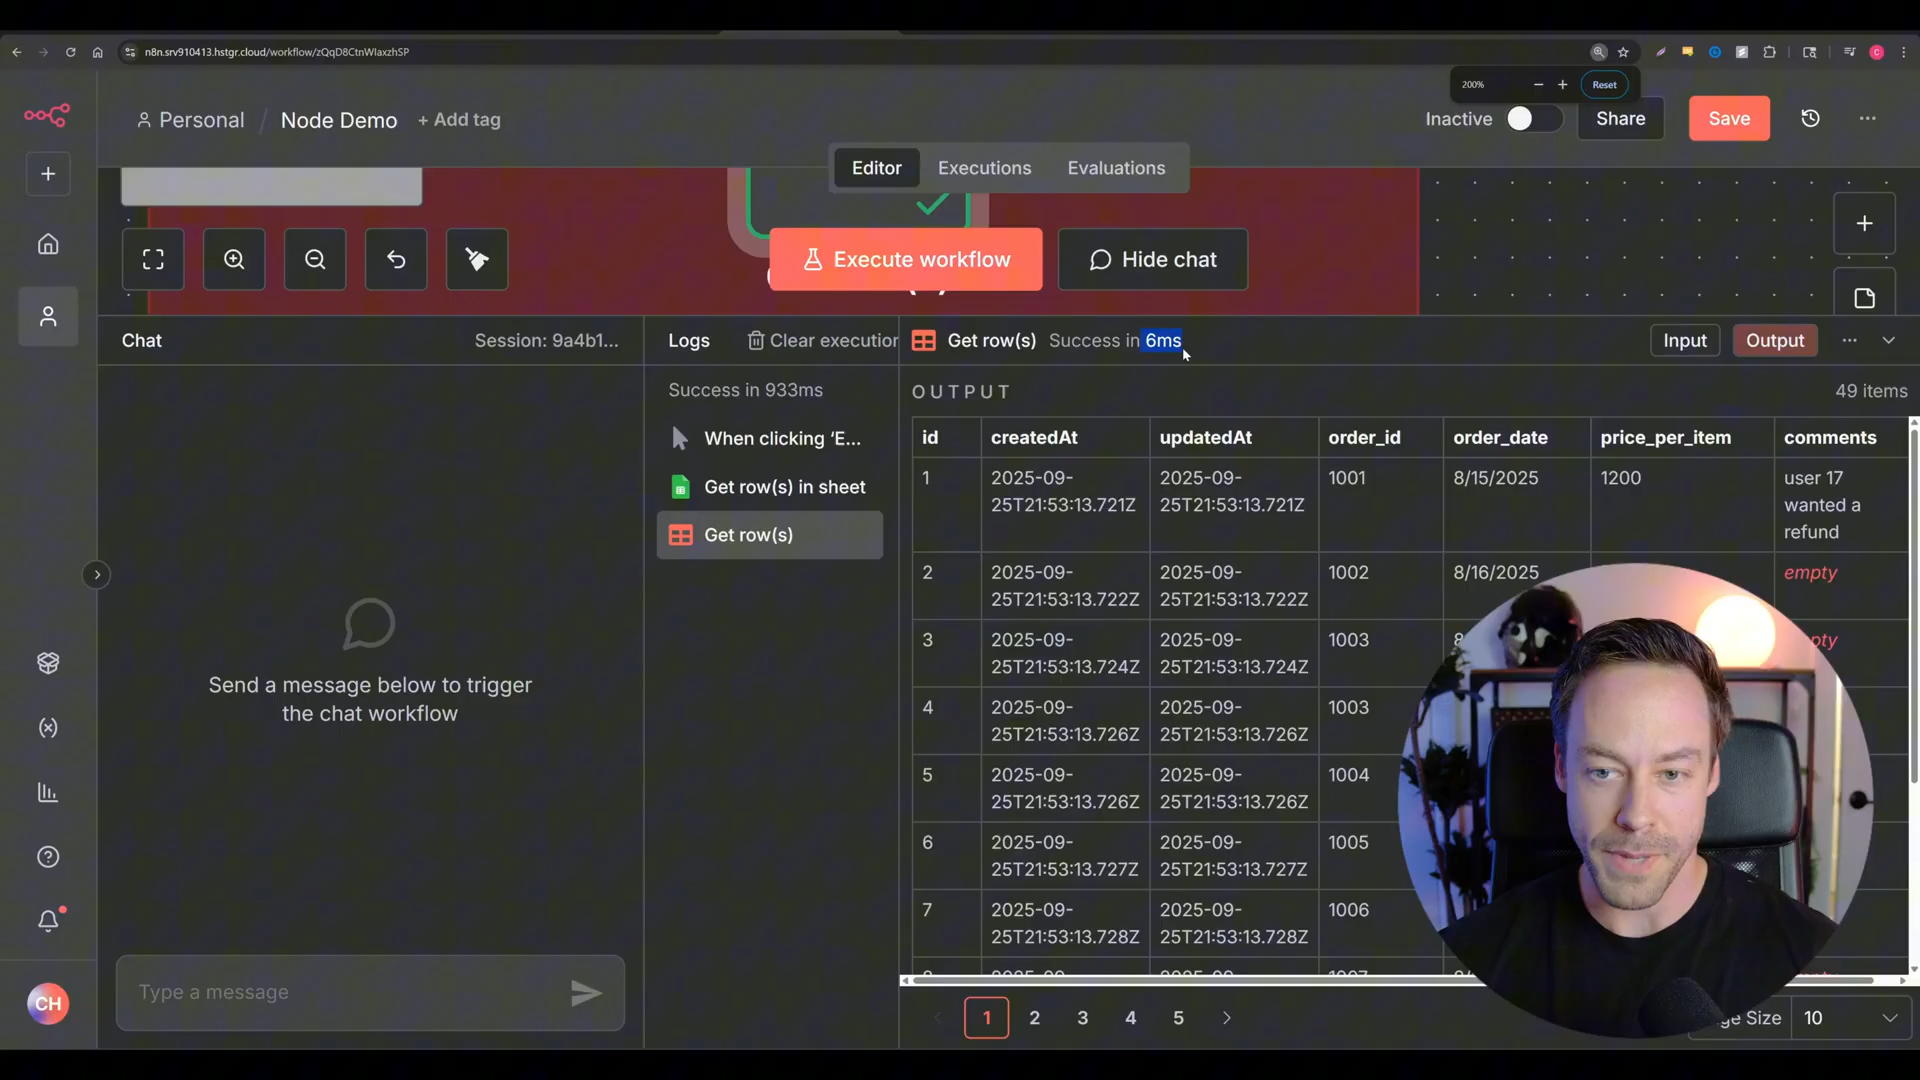 n8n.srv910413.hstgr.cloud/workflow/zQqD8CtnWIaxzhSP
200% Reset
Personal / Node Demo + Add tag
Inactive Share Save
Editor Executions Evaluations
Execute workflow Hide chat
Chat Session: 9a4b1...
Logs Clear execution
Get row(s) Success in 6ms Input Output
Success in 933ms
When clicking ‘E...
Get row(s) in sheet
Get row(s)
OUTPUT 49 items
id createdAt updatedAt order_id order_date price_per_item comments
1 2025-09-25T21:53:13.721Z 2025-09-25T21:53:13.721Z 1001 8/15/2025 1200 user 17 wanted a refund
2 2025-09-25T21:53:13.722Z 2025-09-25T21:53:13.722Z 1002 8/16/2025 empty
3 2025-09-25T21:53:13.724Z 2025-09-25T21:53:13.724Z 1003
4 2025-09-25T21:53:13.726Z 2025-09-25T21:53:13.726Z 1003
5 2025-09-25T21:53:13.726Z 2025-09-25T21:53:13.726Z 1004
6 2025-09-25T21:53:13.727Z 2025-09-25T21:53:13.727Z 1005
7 2025-09-25T21:53:13.728Z 2025-09-25T21:53:13.728Z 1006
Send a message below to trigger
the chat workflow
Type a message
CH
1 2 3 4 5
Size 10